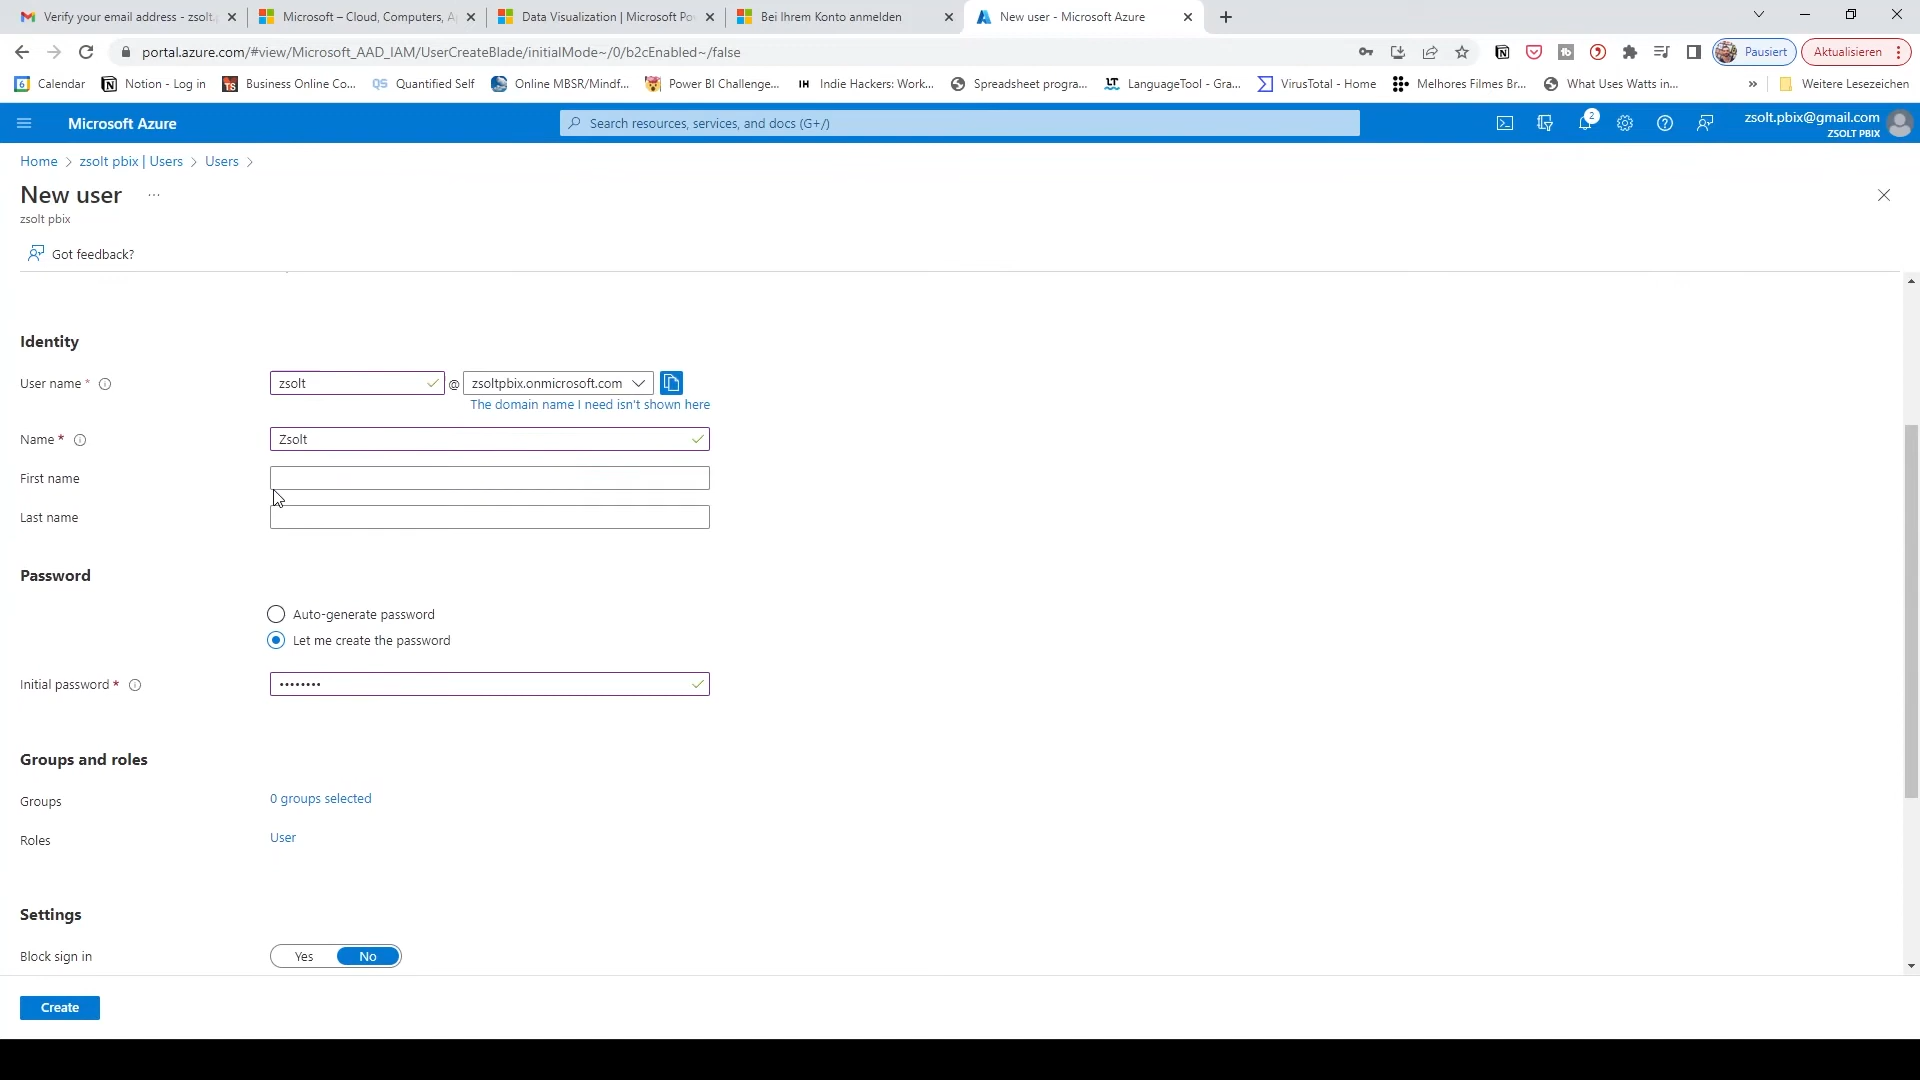 Verify your email address - zsolt.
Microsoft – Cloud, Computers, A
Data Visualization | Microsoft Po
Bei Ihrem Konto anmelden
New user - Microsoft Azure
portal.azure.com/#view/Microsoft_AAD_IAM/UserCreateBlade/initialMode~/0/b2cEnabled~/false
Pausiert
Aktualisieren
Calendar
Notion - Log in
Business Online Co...
QS Quantified Self
Online MBSR/Mindf...
Power BI Challenge...
IH Indie Hackers: Work...
Spreadsheet progra...
LT LanguageTool - Gra...
VirusTotal - Home
Melhores Filmes Br...
What Uses Watts in...
»
Weitere Lesezeichen
Microsoft Azure
Search resources, services, and docs (G+/)
2
zsolt.pbix@gmail.com
ZSOLT PBIX
Home > zsolt pbix | Users > Users >
New user ...
zsolt pbix
Got feedback?
Identity
User name *
zsolt @ zsoltpbix.onmicrosoft.com
The domain name I need isn't shown here
Name * Zsolt
First name
Last name
Password
Auto-generate password
Let me create the password
Initial password * ••••••••
Groups and roles
Groups 0 groups selected
Roles User
Settings
Block sign in Yes No
Create